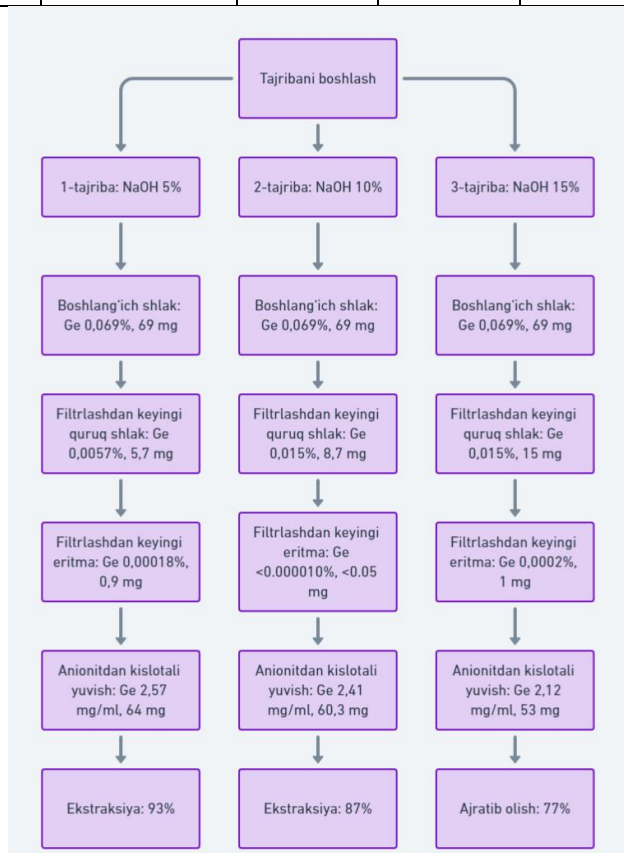 Tajribani boshlash
1-tajriba: NaOH 5%
2-tajriba: NaOH 10%
3-tajriba: NaOH 15%
Boshlang'ich shlak:
Ge 0,069%, 69 mg
Boshlang'ich shlak:
Ge 0,069%, 69 mg
Boshlang'ich shlak:
Ge 0,069%, 69 mg
Filtrlashdan keyingi
quruq shlak: Ge
0,0057%, 5,7 mg
Filtrlashdan keyingi
quruq shlak: Ge
0,015%, 8,7 mg
Filtrlashdan keyingi
quruq shlak: Ge
0,015%, 15 mg
Filtrlashdan keyingi
eritma: Ge 0,00018%,
0,9 mg
Filtrlashdan keyingi
eritma: Ge
<0.000010%, <0.05
mg
Filtrlashdan keyingi
eritma: Ge 0,0002%,
1 mg
Anionitdan kislotali
yuvish: Ge 2,57
mg/ml, 64 mg
Anionitdan kislotali
yuvish: Ge 2,41
mg/ml, 60,3 mg
Anionitdan kislotali
yuvish: Ge 2,12
mg/ml, 53 mg
Ekstraksiya: 93%
Ekstraksiya: 87%
Ajratib olish: 77%